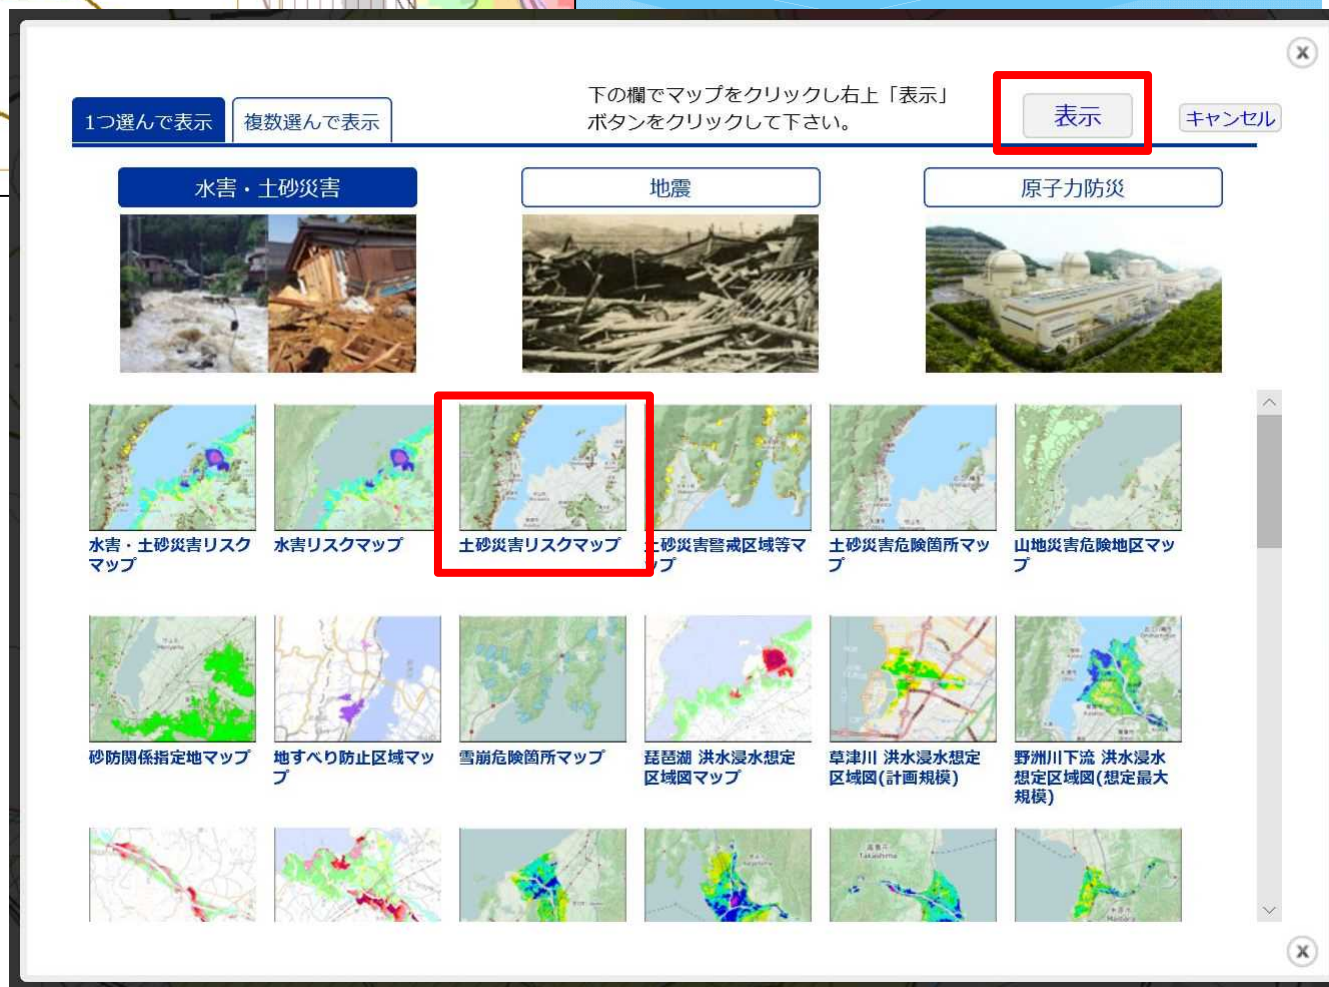 1つ選んで表示
複数選んで表示
下の欄でマップをクリックし右上「表示」
ボタンをクリックして下さい。
表示
キャンセル
水害・土砂災害
地震
原子力防災
水害・土砂災害リスク
マップ
水害リスクマップ
土砂災害リスクマップ
土砂災害警戒区域等マ
ップ
土砂災害危険箇所マッ
プ
山地災害危険地区マッ
プ
砂防関係指定地マップ
地すべり防止区域マッ
プ
雪崩危険箇所マップ
琵琶湖 洪水浸水想定
区域図マップ
草津川 洪水浸水想定
区域図(計画規模)
野洲川下流 洪水浸水
想定区域図(想定最大
規模)